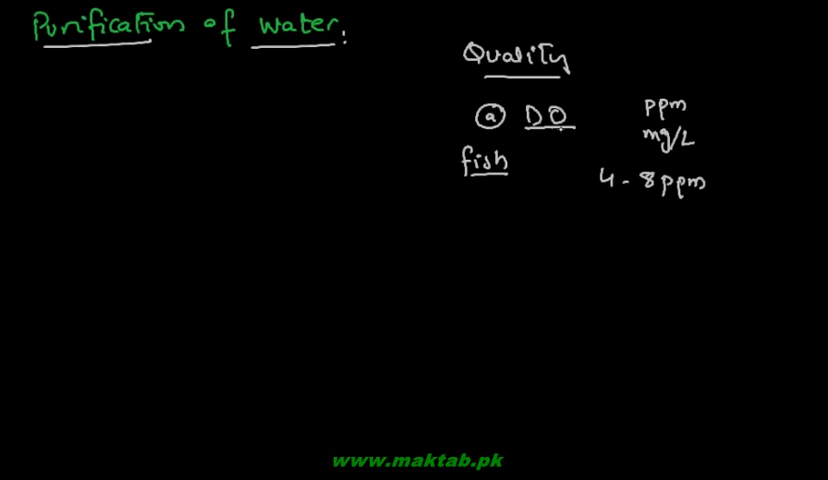 Purification of water:
Quality
(a) DO
ppm
mg/L
fish
4 - 8 ppm
www.maktab.pk